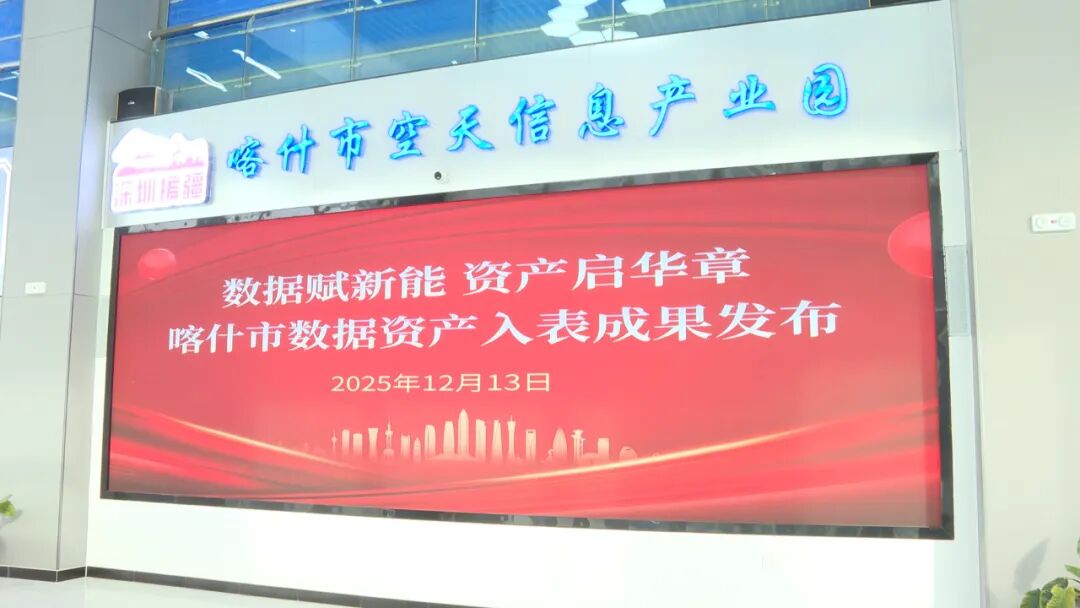 喀什市空天信息产业园
深圳援疆
数据赋新能 资产启华章
喀什市数据资产入表成果发布
2025年12月13日